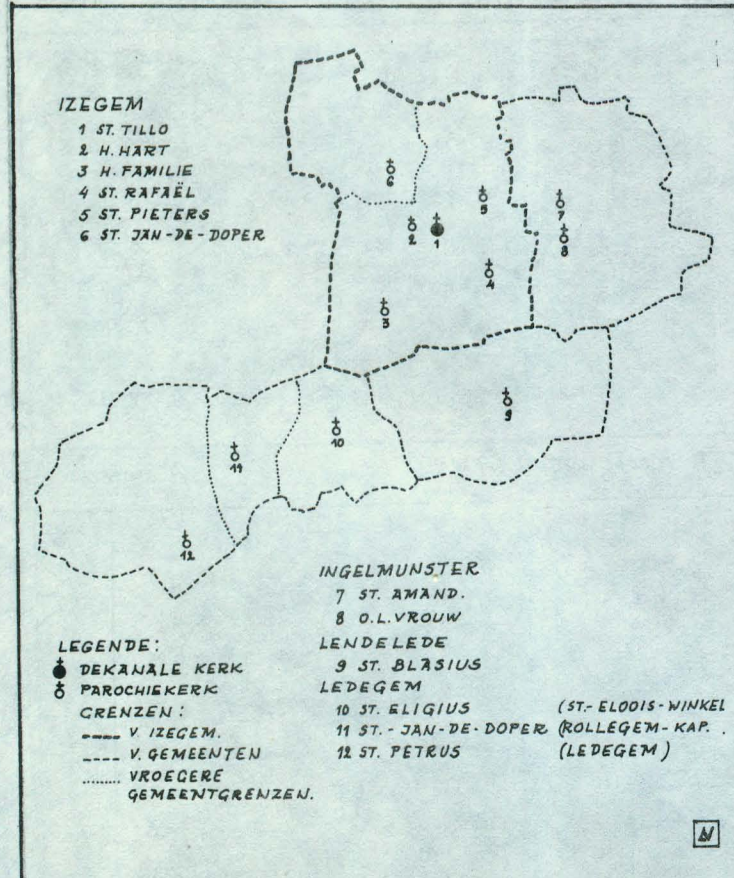 IZEGEM
1 ST. TILLO
2 H. HART
3 H. FAMILIE
4 ST. RAFAËL
5 ST. PIETERS
6 ST. JAN-DE-DOPER
6
5
7
2
1
8
4
3
9
10
11
12
INGELMUNSTER
7 ST. AMAND.
8 O.L.VROUW
LENDELEDE
9 ST. BLASIUS
LEDEGEM
10 ST. ELIGIUS (ST.-ELOOIS-WINKEL
11 ST.-JAN-DE-DOPER (ROLLEGEM-KAP.
12 ST. PETRUS (LEDEGEM)
LEGENDE:
DEKANALE KERK
PAROCHIEKERK
GRENZEN:
V. IZEGEM.
V. GEMEENTEN
VROEGERE
GEMEENTGRENZEN.